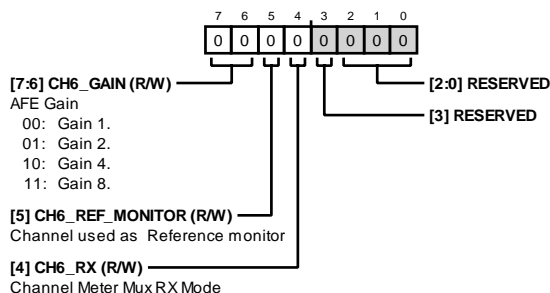 7 6 5 4 3 2 1 0
0 0 0 0 0 0 0 0
[7:6] CH6_GAIN (R/W)
AFE Gain
00: Gain 1.
01: Gain 2.
10: Gain 4.
11: Gain 8.
[5] CH6_REF_MONITOR (R/W)
Channel used as Reference monitor
[4] CH6_RX (R/W)
Channel Meter Mux RX Mode
[2:0] RESERVED
[3] RESERVED